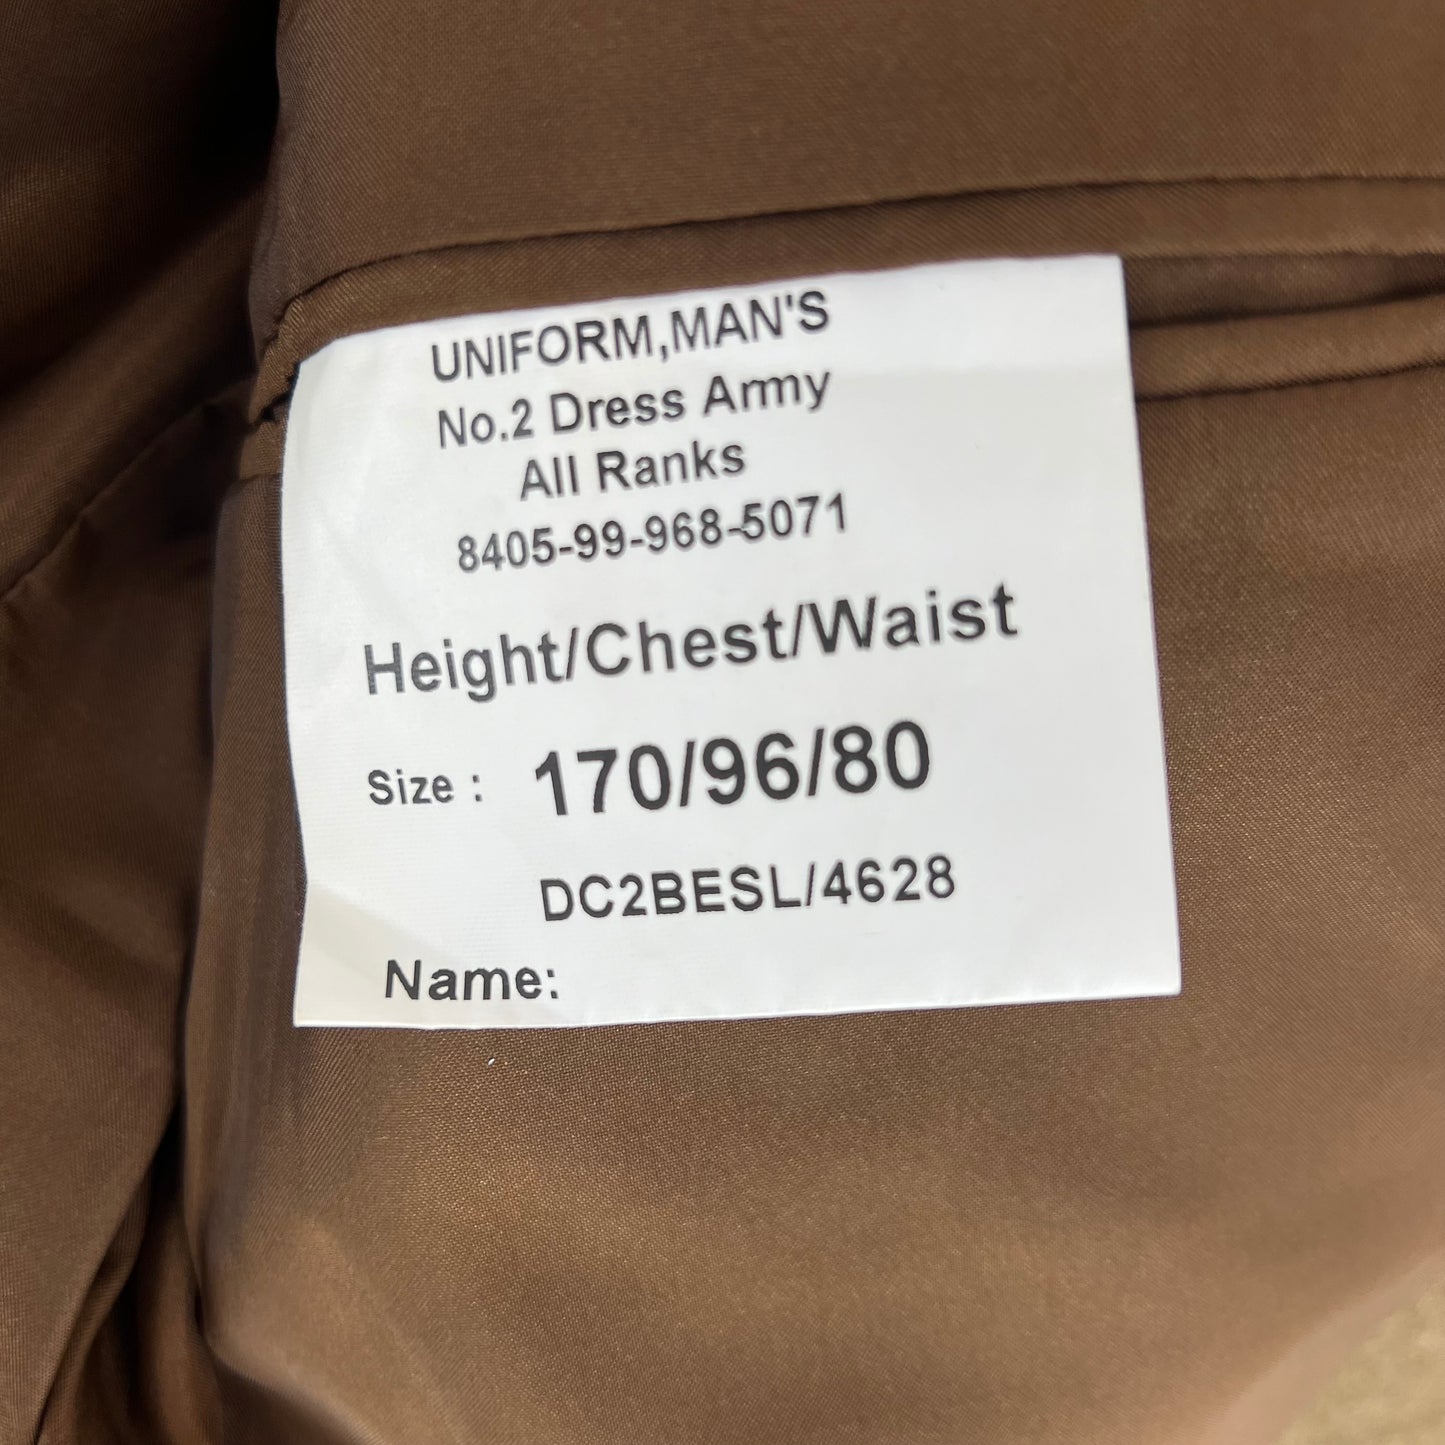 UNIFORM,MAN'S
No.2 Dress Army
All Ranks
8405-99-968-5071
Height/Chest/Waist
Size : 170/96/80
DC2BESL/4628
Name: